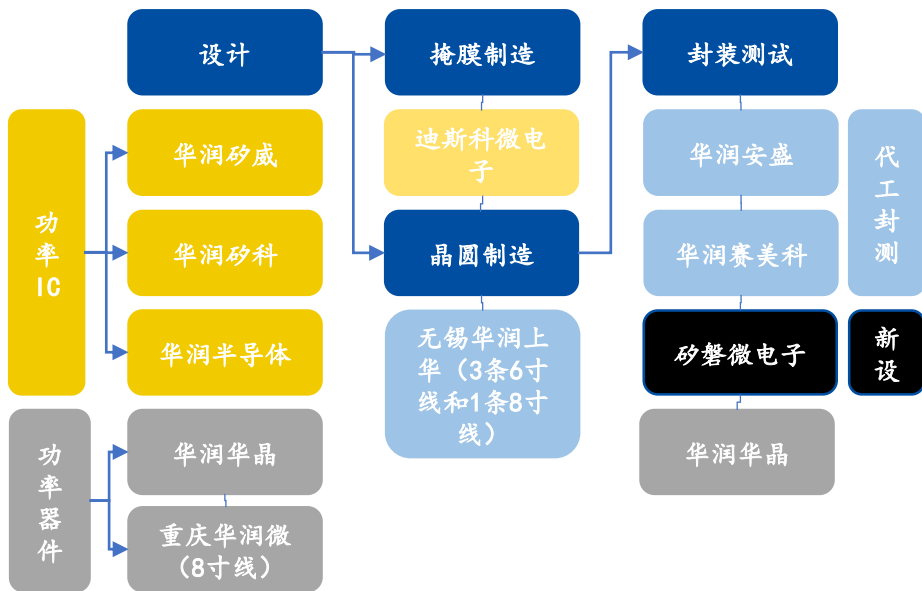 设计
掩膜制造
封装测试
功
率
IC
华润矽威
迪斯科微电
子
华润安盛
代
工
封
测
华润矽科
晶圆制造
华润赛美科
华润半导体
无锡华润上
华（3条6寸
线和1条8寸
线）
矽磐微电子
新
设
功
率
器
件
华润华晶
华润华晶
重庆华润微
（8寸线）